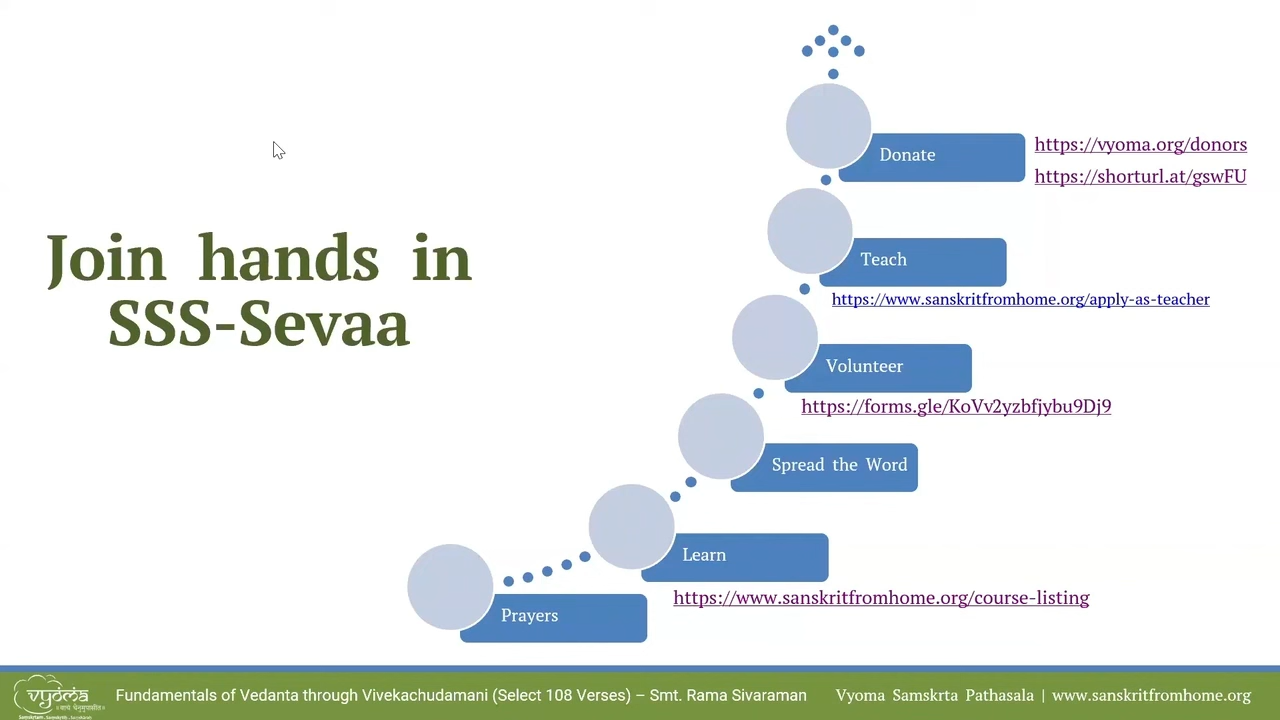 Join hands in
SSS-Sevaa
Donate
https://vyoma.org/donors
https://shorturl.at/gswFU
Teach
https://www.sanskritfromhome.org/apply-as-teacher
Volunteer
https://forms.gle/KoVv2yzbfjybu9Dj9
Spread the Word
Learn
https://www.sanskritfromhome.org/course-listing
Prayers
vyoma
Fundamentals of Vedanta through Vivekachudamani (Select 108 Verses) – Smt. Rama Sivaraman
Vyoma Samskrta Pathasala | www.sanskritfromhome.org